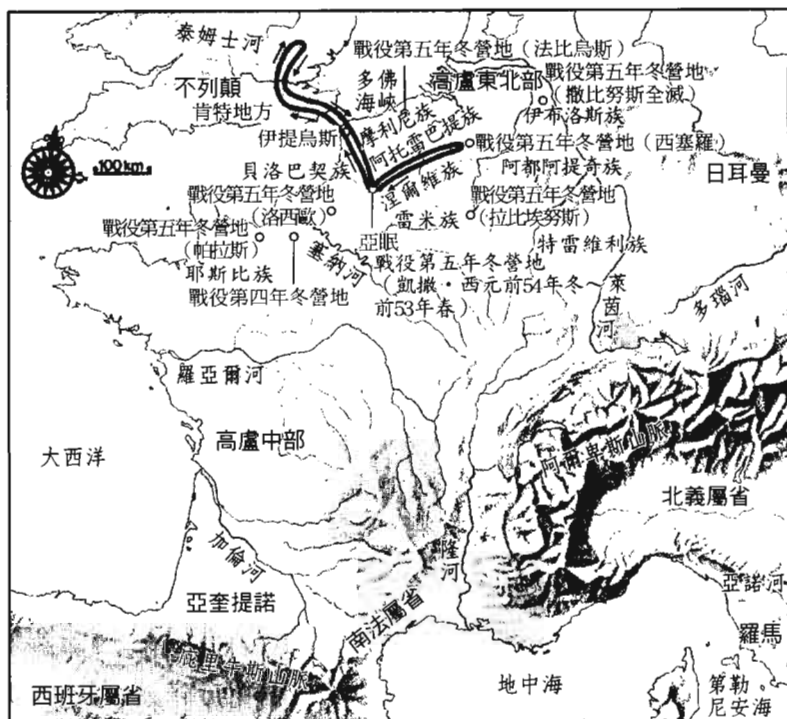 泰姆士河
戰役第五年冬營地（法比烏斯）
不列顛
多佛
海峽
高盧東北部
戰役第五年冬營地
（撒比努斯全滅）
肯特地方
伊布洛斯族
伊提烏斯
摩利尼族
阿托雷巴提族
戰役第五年冬營地（西塞羅）
100km
貝洛巴契族
阿都阿提奇族
日耳曼
涅爾維族
戰役第五年冬營地
（洛西歐）
雷米族
戰役第五年冬營地
（拉比埃努斯）
戰役第五年冬營地
（帕拉斯）
亞眠
特雷維利族
耶斯比族
塞納河
戰役第五年冬營地
（凱撒・西元前54年冬～
前53年春）
戰役第四年冬營地
萊茵河
多瑙河
羅亞爾河
高盧中部
大西洋
阿爾卑斯山脈
北義屬省
加倫河
隆河
亞奎提諾
南法屬省
亞諾河
羅馬
庇里牛斯山脈
西班牙屬省
地中海
第勒
尼安海